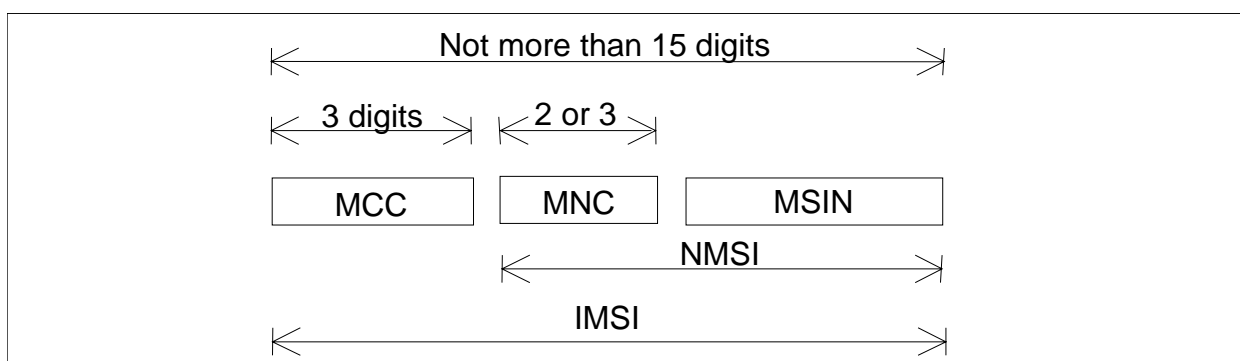 Not more than 15 digits
3 digits
2 or 3
MCC
MNC
MSIN
NMSI
IMSI